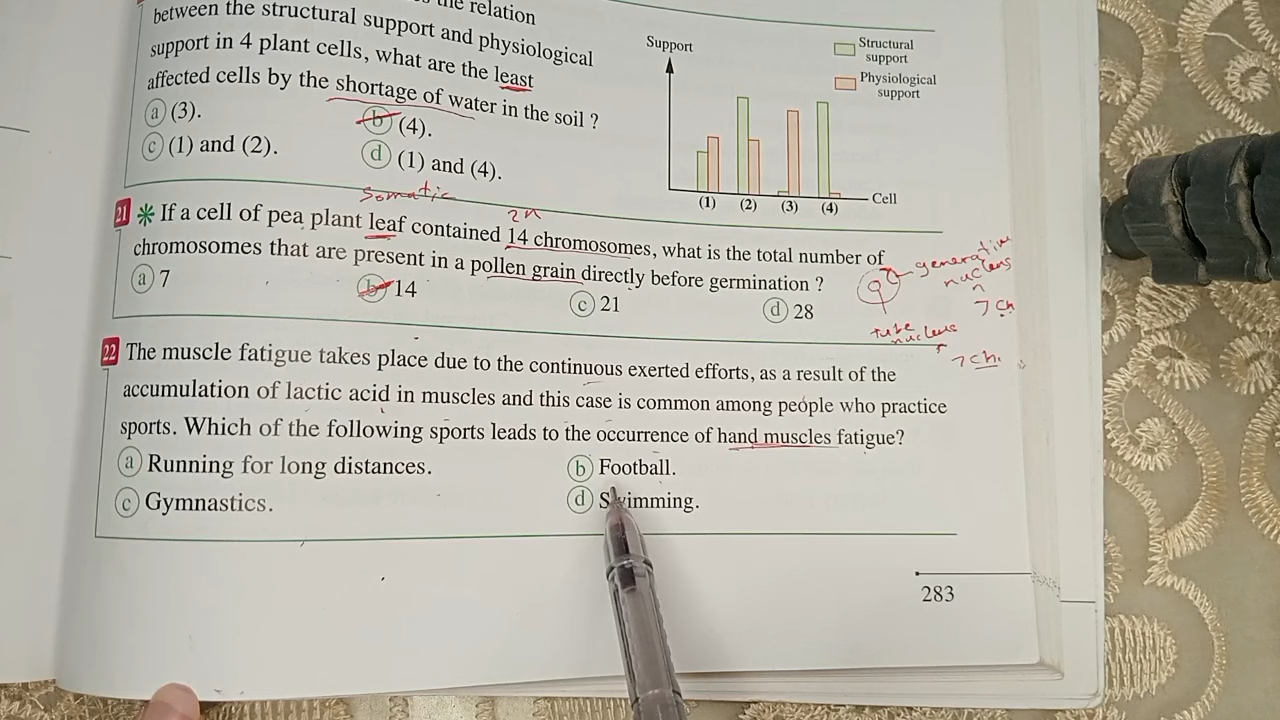 the relation
between the structural support and physiological
support in 4 plant cells, what are the least
affected cells by the shortage of water in the soil ?
a (3).
b (4).
c (1) and (2).
d (1) and (4).
Support
Structural
support
Physiological
support
(1) (2) (3) (4)
Cell
Somatic
2n
21 * If a cell of pea plant leaf contained 14 chromosomes, what is the total number of
chromosomes that are present in a pollen grain directly before germination ?
a 7
b 14
c 21
d 28
generative
nucleus
n
7 ch
tube
nucleus
7 ch.
22 The muscle fatigue takes place due to the continuous exerted efforts, as a result of the
accumulation of lactic acid in muscles and this case is common among people who practice
sports. Which of the following sports leads to the occurrence of hand muscles fatigue?
a Running for long distances.
b Football.
c Gymnastics.
d Swimming.
283